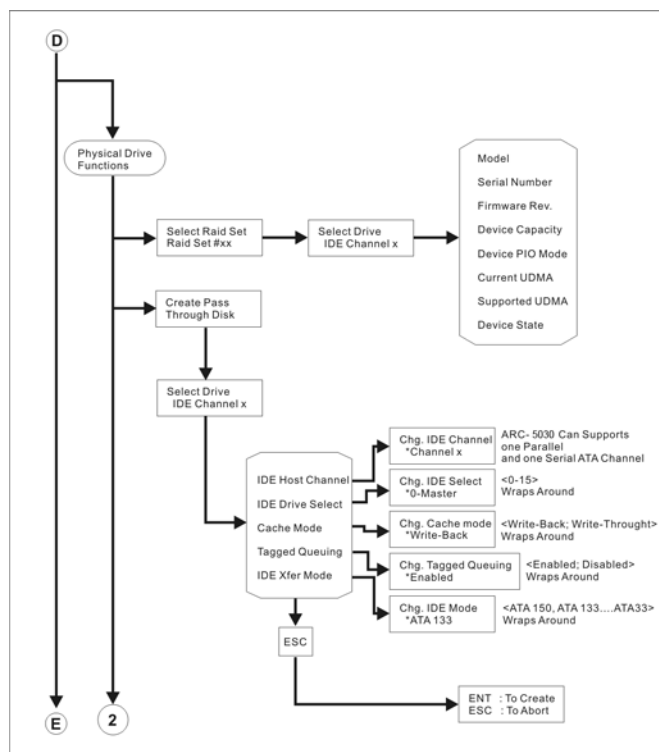 D
Physical Drive
Functions
Select Raid Set
Raid Set #xx
Select Drive
IDE Channel x
Model
Serial Number
Firmware Rev.
Device Capacity
Device PIO Mode
Current UDMA
Supported UDMA
Device State
Create Pass
Through Disk
Select Drive
IDE Channel x
IDE Host Channel
IDE Drive Select
Cache Mode
Tagged Queuing
IDE Xfer Mode
Chg. IDE Channel
*Channel x
ARC- 5030 Can Supports
one Parallel
and one Serial ATA Channel
Chg. IDE Select
*0-Master
<0-15>
Wraps Around
Chg. Cache mode
*Write-Back
<Write-Back; Write-Throught>
Wraps Around
Chg. Tagged Queuing
*Enabled
<Enabled; Disabled>
Wraps Around
Chg. IDE Mode
*ATA 133
<ATA 150, ATA 133....ATA33>
Wraps Around
ESC
ENT : To Create
ESC : To Abort
E
2